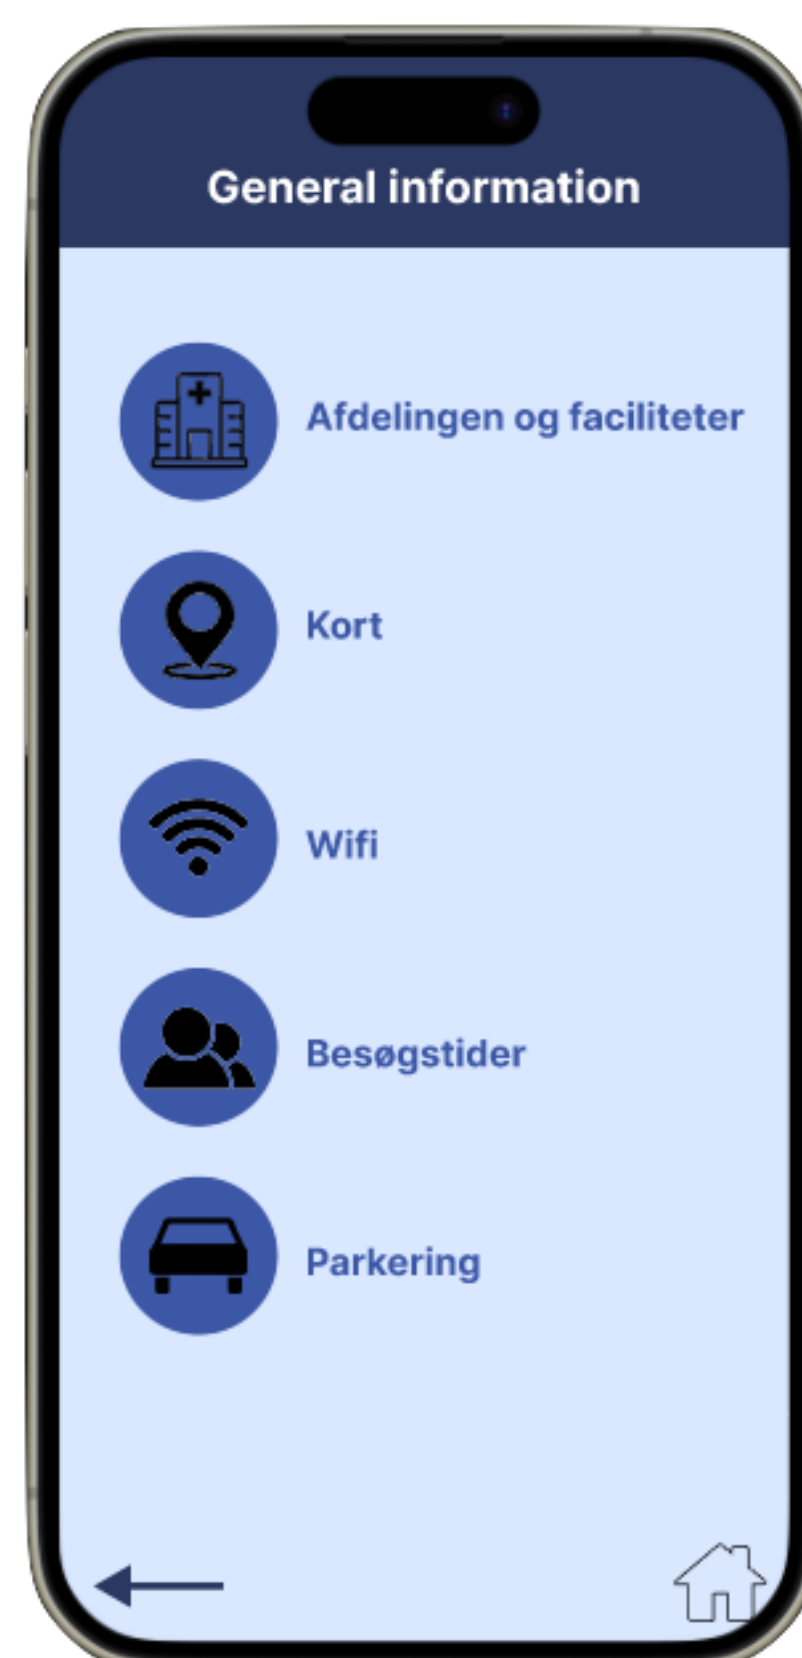 General information
Afdelingen og faciliteter
Kort
Wifi
Besøgstider
Parkering